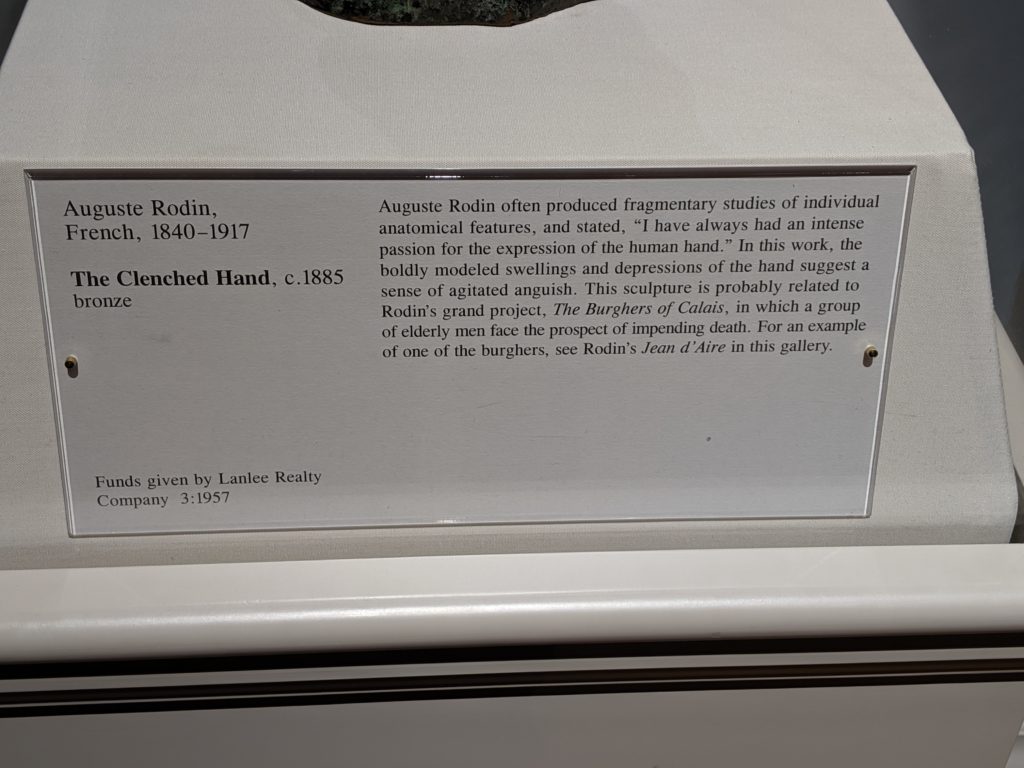 Auguste Rodin,
French, 1840–1917
The Clenched Hand, c.1885
bronze
Auguste Rodin often produced fragmentary studies of individual
anatomical features, and stated, “I have always had an intense
passion for the expression of the human hand.” In this work, the
boldly modeled swellings and depressions of the hand suggest a
sense of agitated anguish. This sculpture is probably related to
Rodin’s grand project, The Burghers of Calais, in which a group
of elderly men face the prospect of impending death. For an example
of one of the burghers, see Rodin’s Jean d’Aire in this gallery.
Funds given by Lanlee Realty
Company 3:1957